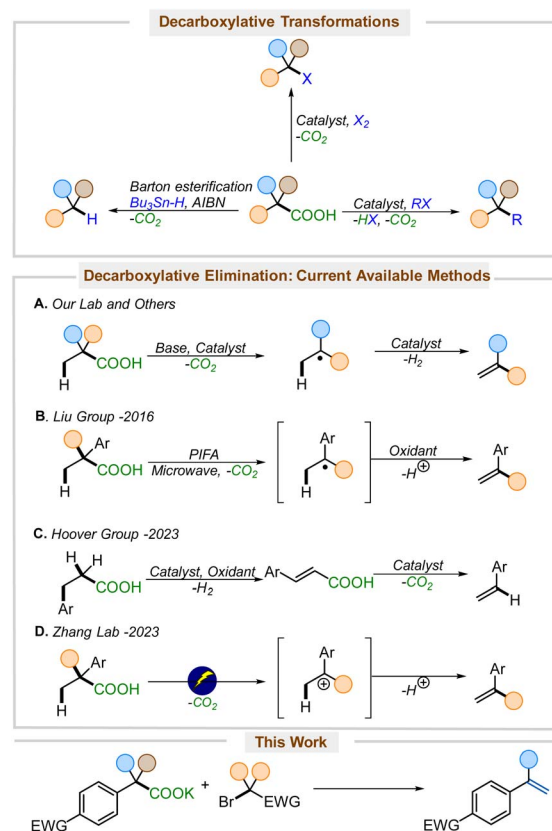 Decarboxylative Transformations
X
Catalyst, X2
-CO2
Barton esterification
Bu3Sn-H, AIBN
-CO2
H
COOH
Catalyst, RX
-HX, -CO2
R
Decarboxylative Elimination: Current Available Methods
A. Our Lab and Others
COOH
H
Base, Catalyst
-CO2
H
Catalyst
-H2
B. Liu Group -2016
Ar
COOH
H
PIFA
Microwave, -CO2
Ar
H
Oxidant
-H⊕
Ar
C. Hoover Group -2023
H
H
COOH
Ar
Catalyst, Oxidant
-H2
Ar
COOH
Catalyst
-CO2
Ar
H
D. Zhang Lab -2023
Ar
COOH
H
-CO2
Ar
⊕
H
-H⊕
Ar
This Work
COOK
EWG
+
Br
EWG
EWG